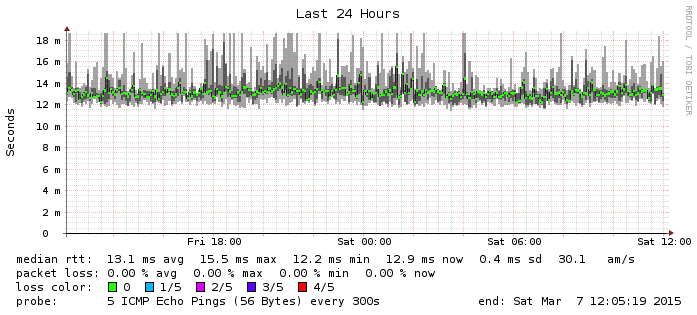 Last 24 Hours
RRDTOOL / TOBI OETIKER
Seconds
18 m
16 m
14 m
12 m
10 m
8 m
6 m
4 m
2 m
0
Fri 18:00 Sat 00:00 Sat 06:00 Sat 12:00
median rtt: 13.1 ms avg 15.5 ms max 12.2 ms min 12.9 ms now 0.4 ms sd 30.1 am/s
packet loss: 0.00 % avg 0.00 % max 0.00 % min 0.00 % now
loss color: 0 1/5 2/5 3/5 4/5
probe: 5 ICMP Echo Pings (56 Bytes) every 300s end: Sat Mar 7 12:05:19 2015